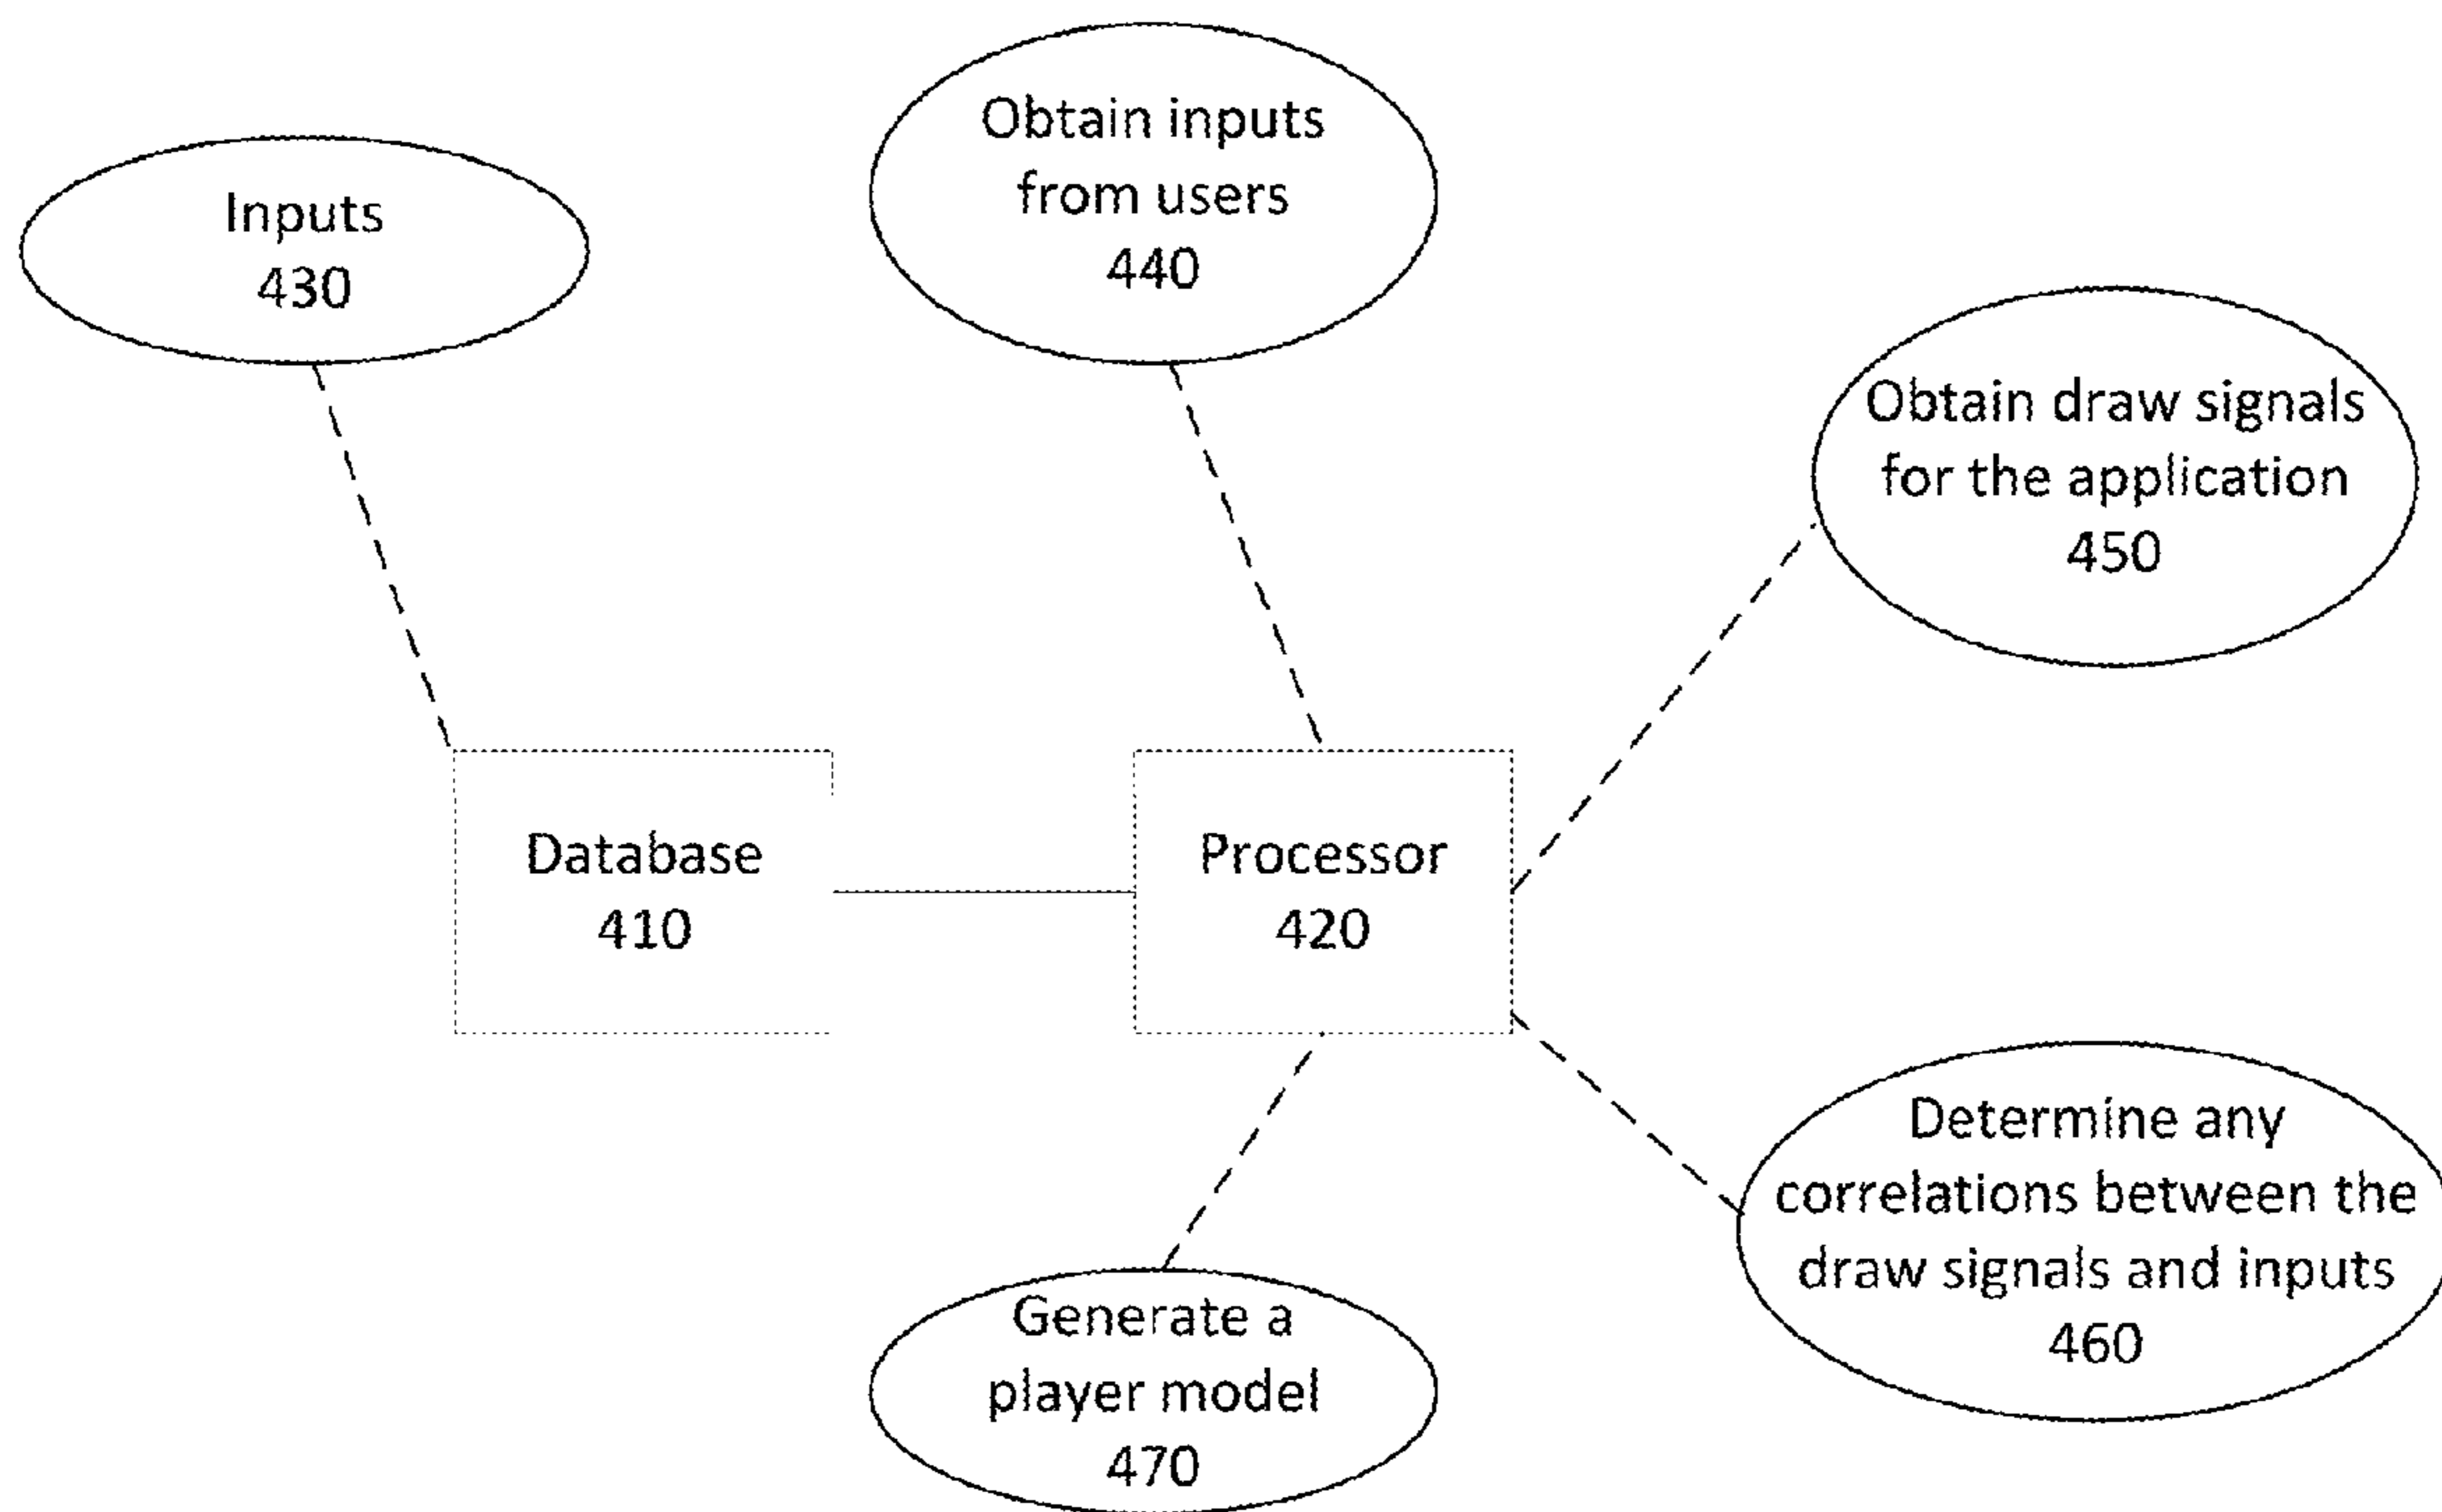 Inputs
430
Obtain inputs
from users
440
Obtain draw signals
for the application
450
Database
410
Processor
420
Determine any
correlations between the
draw signals and inputs
460
Generate a
player model
470